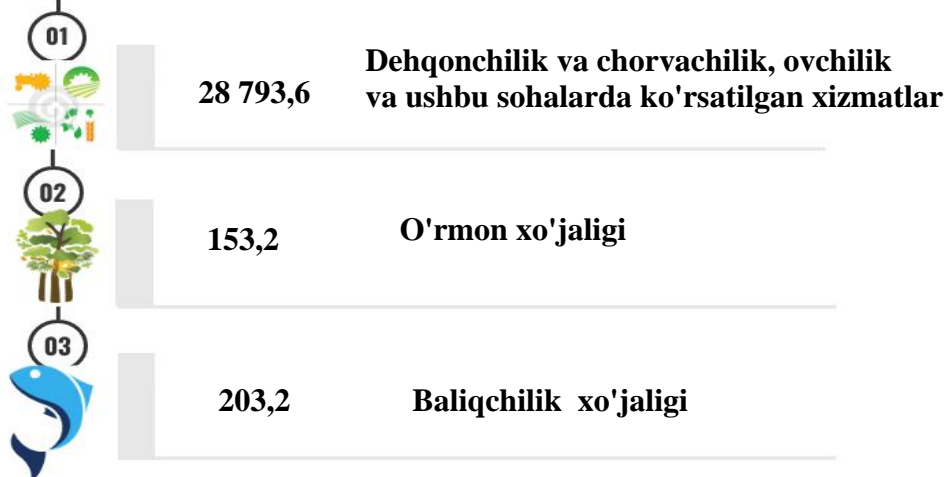 01
28 793,6
Dehqonchilik va chorvachilik, ovchilik
va ushbu sohalarda ko'rsatilgan xizmatlar
02
153,2
O'rmon xo'jaligi
03
203,2
Baliqchilik xo'jaligi